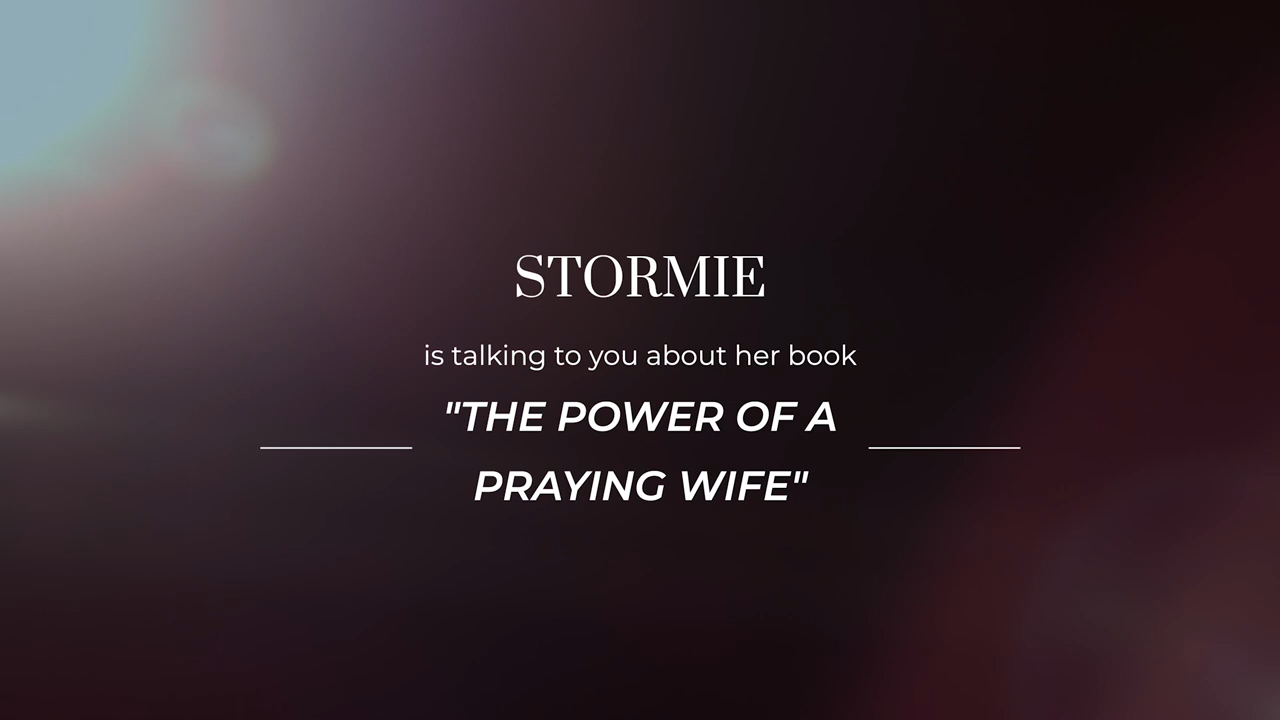 STORMIE
is talking to you about her book
"THE POWER OF A
PRAYING WIFE"